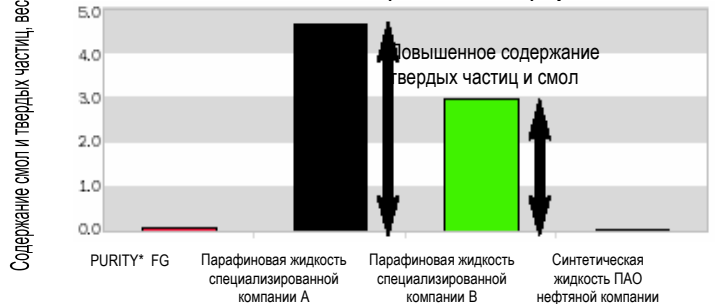 Содержание смол и твердых частиц, вес
5.0
4.0
3.0
2.0
1.0
0.0
Повышенное содержание
твердых частиц и смол
PURITY* FG
Парафиновая жидкость
специализированной
компании А
Парафиновая жидкость
специализированной
компании В
Синтетическая
жидкость ПАО
нефтяной компании